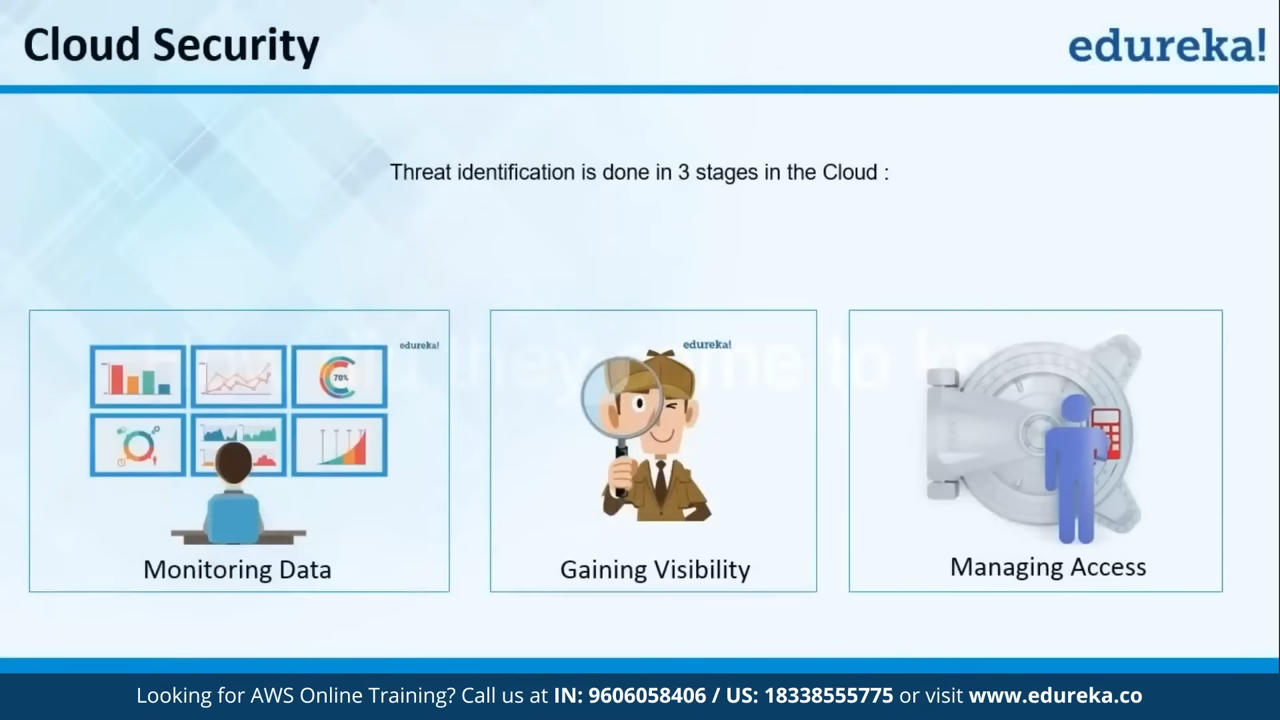 Cloud Security
edureka!
Threat identification is done in 3 stages in the Cloud :
edureka!
70%
edureka!
Monitoring Data
Gaining Visibility
Managing Access
Looking for AWS Online Training? Call us at IN: 9606058406 / US: 18338555775 or visit www.edureka.co